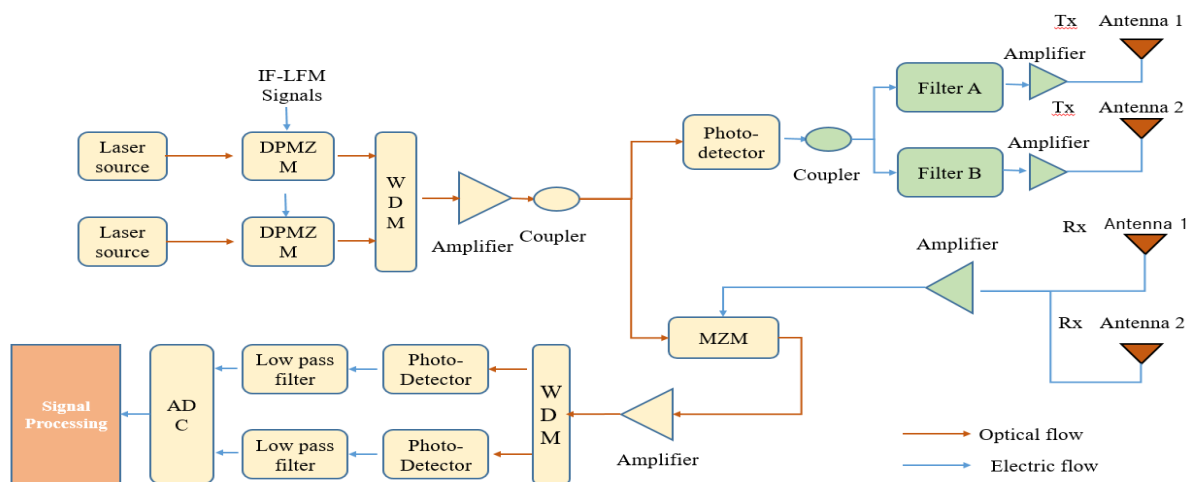 Tx Antenna 1
Amplifier
IF-LFM
Signals
Filter A
Tx Antenna 2
Laser
source
DPMZ
M
W
D
M
Photo-
detector
Amplifier
Coupler
Filter B
Laser
source
DPMZ
M
Amplifier
Coupler
Rx Antenna 1
Amplifier
Rx Antenna 2
MZM
Signal
Processing
AD
C
Low pass
filter
Photo-
Detector
W
D
M
Low pass
filter
Photo-
Detector
Amplifier
Optical flow
Electric flow